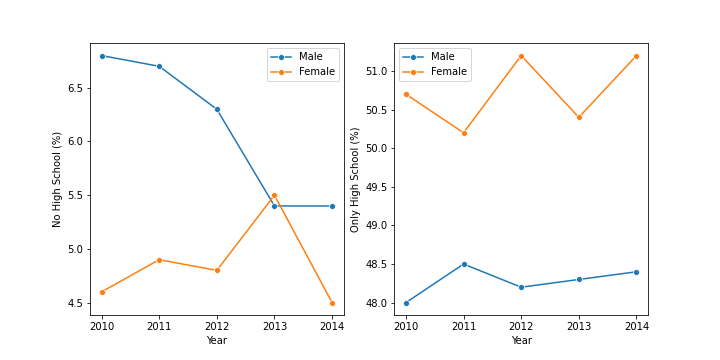 No High School (%)
6.5
6.0
5.5
5.0
4.5
2010 2011 2012 2013 2014
Year
Male
Female
Only High School (%)
51.0
50.5
50.0
49.5
49.0
48.5
48.0
2010 2011 2012 2013 2014
Year
Male
Female